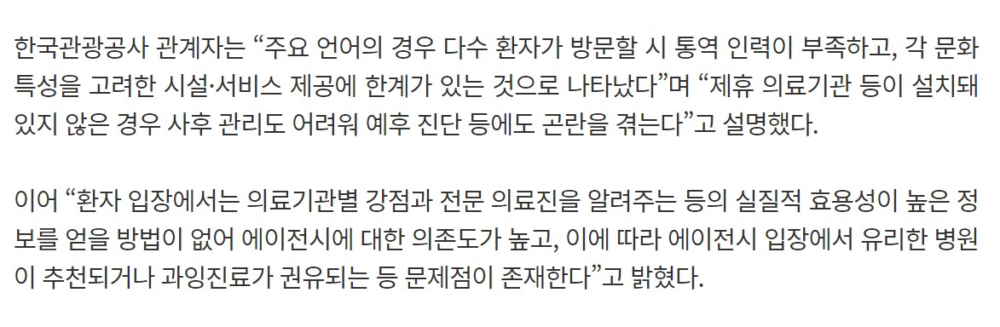 한국관광공사 관계자는 “주요 언어의 경우 다수 환자가 방문할 시 통역 인력이 부족하고, 각 문화
특성을 고려한 시설·서비스 제공에 한계가 있는 것으로 나타났다”며 “제휴 의료기관 등이 설치돼
있지 않은 경우 사후 관리도 어려워 예후 진단 등에도 곤란을 겪는다”고 설명했다.
이어 “환자 입장에서는 의료기관별 강점과 전문 의료진을 알려주는 등의 실질적 효용성이 높은 정
보를 얻을 방법이 없어 에이전시에 대한 의존도가 높고, 이에 따라 에이전시 입장에서 유리한 병원
이 추천되거나 과잉진료가 권유되는 등 문제점이 존재한다”고 밝혔다.